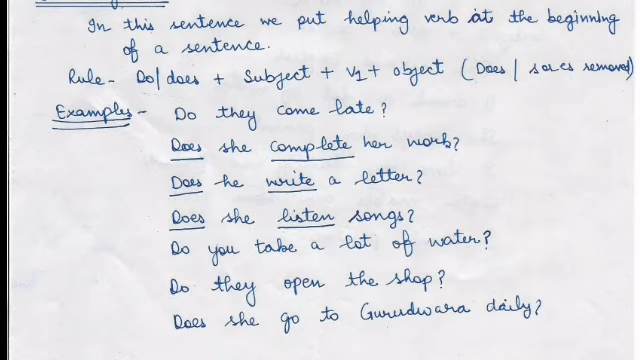 In this sentence we put helping verb at the beginning
of a sentence.
Rule - Do/does + Subject + V1 + object (Does / s or es removed)
Examples - Do they come late?
Does she complete her work?
Does he write a letter?
Does she listen songs?
Do you take a lot of water?
Do they open the shop?
Does she go to Gurudwara daily?